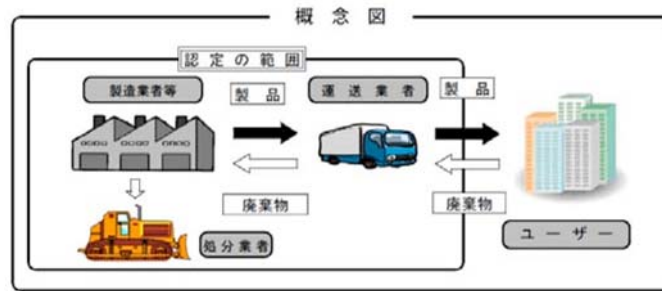 概念図
認定の範囲
製造業者等
製品
運送業者
製品
廃棄物
廃棄物
処分業者
ユーザー